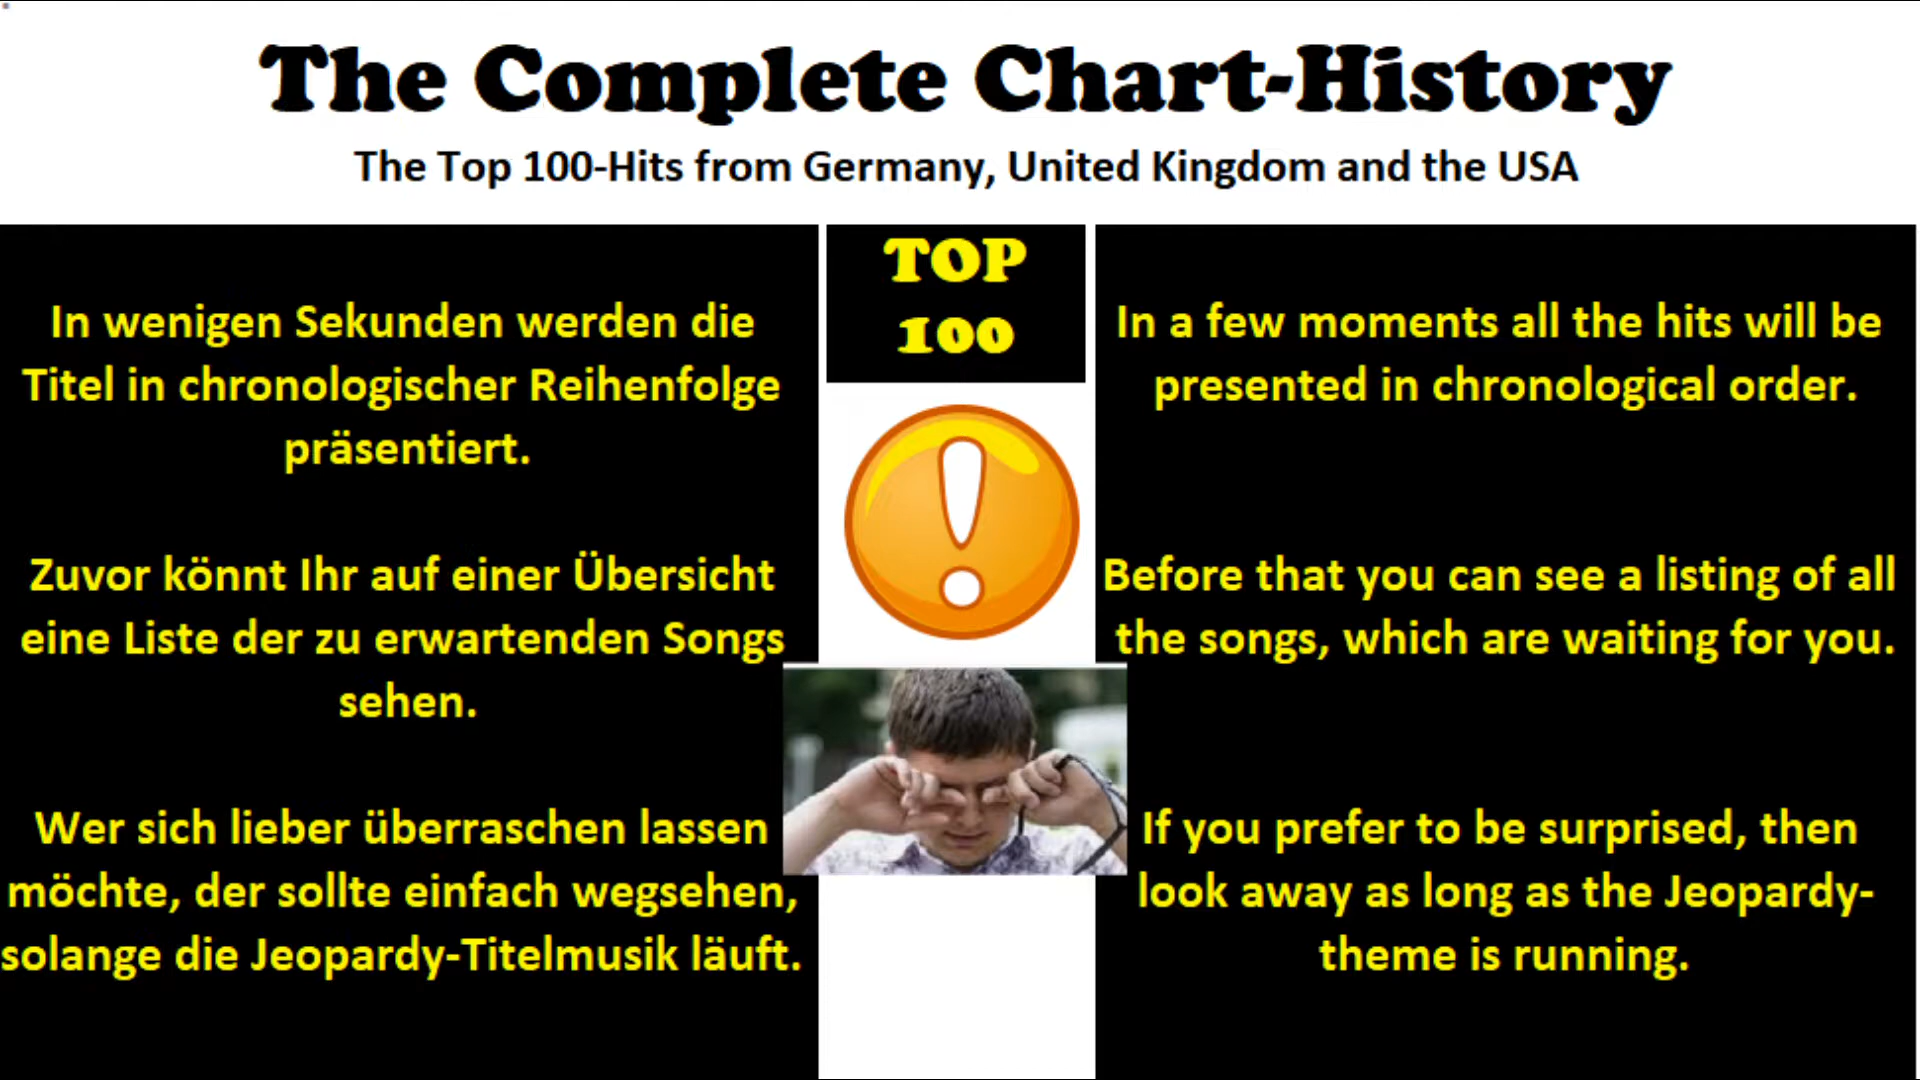 The Complete Chart-History
The Top 100-Hits from Germany, United Kingdom and the USA
In wenigen Sekunden werden die
Titel in chronologischer Reihenfolge
präsentiert.
Zuvor könnt Ihr auf einer Übersicht
eine Liste der zu erwartenden Songs
sehen.
Wer sich lieber überraschen lassen
möchte, der sollte einfach wegsehen,
solange die Jeopardy-Titelmusik läuft.
TOP
100
In a few moments all the hits will be
presented in chronological order.
Before that you can see a listing of all
the songs, which are waiting for you.
If you prefer to be surprised, then
look away as long as the Jeopardy-
theme is running.